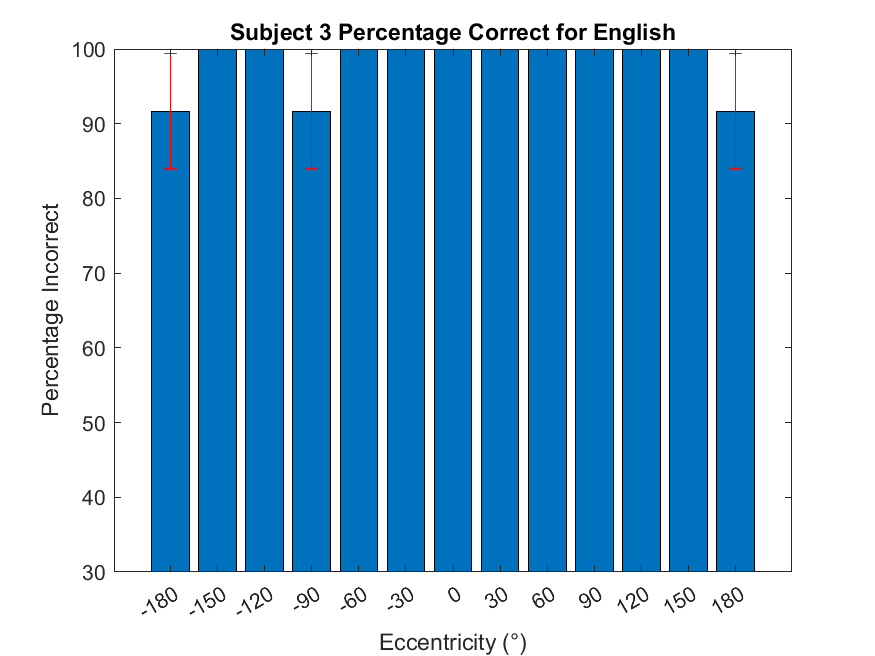 Subject 3 Percentage Correct for English
100
90
80
70
60
50
40
30
Percentage Incorrect
-180 -150 -120 -90 -60 -30 0 30 60 90 120 150 180
Eccentricity (°)